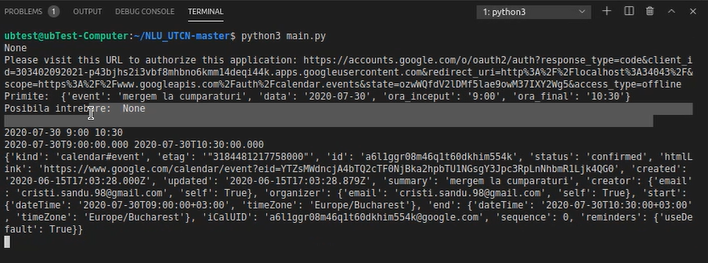 PROBLEMS 1 OUTPUT DEBUG CONSOLE TERMINAL 1: python3
ubtest@ubTest-Computer:~/NLU_UTCN-master$ python3 main.py
None
Please visit this URL to authorize this application: https://accounts.google.com/o/oauth2/auth?response_type=code&client_i
d=303402092021-p43bjhs2i3vbf8mhbno6kmm14deqi44k.apps.googleusercontent.com&redirect_uri=http%3A%2F%2Flocalhost%3A34043%2F&
scope=https%3A%2F%2Fwww.googleapis.com%2Fauth%2Fcalendar.events&state=ozwWQfdV2lDMf5lae9owM37IXY2Wg5&access_type=offline
Primite:  {'event': 'mergem la cumparaturi', 'data': '2020-07-30', 'ora_inceput': '9:00', 'ora_final': '10:30'}
Posibila intrebare:  None
2020-07-30 9:00 10:30
2020-07-30T9:00:00.000 2020-07-30T10:30:00.000
{'kind': 'calendar#event', 'etag': '"3184481217758000"', 'id': 'a6l1ggr08m46q1t60dkhim554k', 'status': 'confirmed', 'htmlL
ink': 'https://www.google.com/calendar/event?eid=YTZsMWdncjA4bTQ2cTF0NjBka2hpbTU1NGsgY3Jpc3RpLnNhbmR1Ljk4QG0', 'created':
'2020-06-15T17:03:28.000Z', 'updated': '2020-06-15T17:03:28.879Z', 'summary': 'mergem la cumparaturi', 'creator': {'email'
: 'cristi.sandu.98@gmail.com', 'self': True}, 'organizer': {'email': 'cristi.sandu.98@gmail.com', 'self': True}, 'start':
{'dateTime': '2020-07-30T09:00:00+03:00', 'timeZone': 'Europe/Bucharest'}, 'end': {'dateTime': '2020-07-30T10:30:00+03:00'
, 'timeZone': 'Europe/Bucharest'}, 'iCalUID': 'a6l1ggr08m46q1t60dkhim554k@google.com', 'sequence': 0, 'reminders': {'useDe
fault': True}}